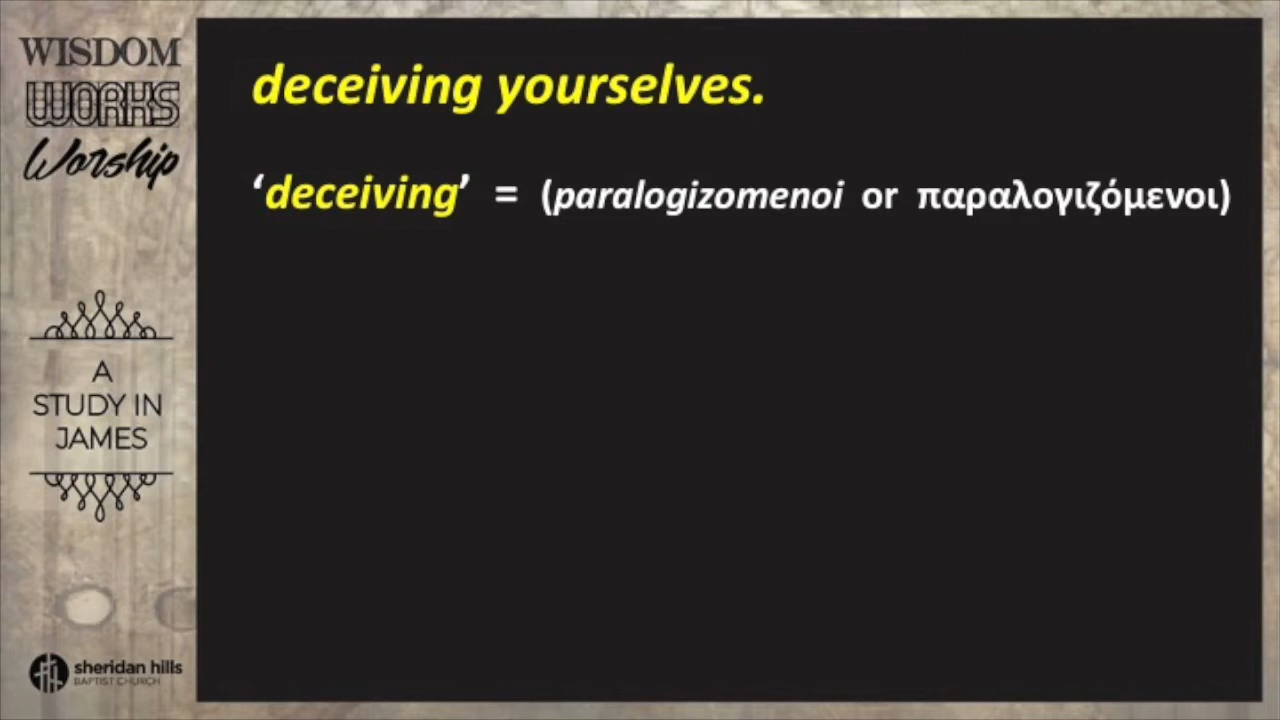 WISDOM
WORKS
Worship
A
STUDY IN
JAMES
sheridan hills
BAPTIST CHURCH
deceiving yourselves.
‘deceiving’ = (paralogizomenoi or παραλογιζόμενοι)